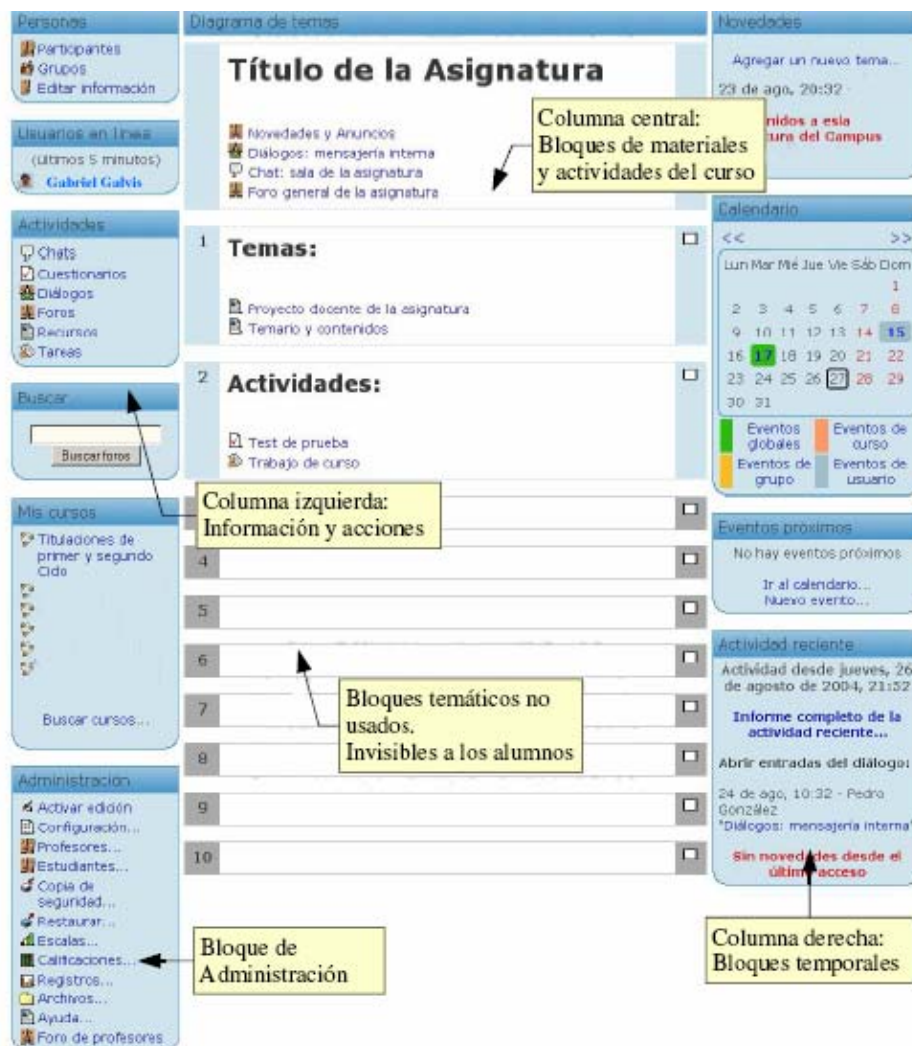 Personas
Participantes
Grupos
Editar información
Usuarios en línea
(últimos 5 minutos)
Gabriel Galvis
Actividades
Chats
Cuestionarios
Diálogos
Foros
Recursos
Tareas
Buscar
Buscar foros
Mis cursos
Titulaciones de
primer y segundo
Ciclo
Buscar cursos...
Administración
Activar edición
Configuración...
Profesores...
Estudiantes...
Copia de
seguridad...
Restaurar...
Escalas...
Calificaciones...
Registros...
Archivos...
Ayuda...
Foro de profesores
Diagrama de temas
Título de la Asignatura
Novedades y Anuncios
Diálogos: mensajería interna
Chat: sala de la asignatura
Foro general de la asignatura
Columna central:
Bloques de materiales
y actividades del curso
1
Temas:
Proyecto docente de la asignatura
Temario y contenidos
2
Actividades:
Test de prueba
Trabajo de curso
Columna izquierda:
Información y acciones
4
5
6
7
8
9
10
Bloques temáticos no
usados.
Invisibles a los alumnos
Bloque de
Administración
Novedades
Agregar un nuevo tema...
23 de ago, 20:32 -
nidos a esta
ura del Campus
Calendario
<< >>
Lun Mar Mié Jue Vie Sáb Dom
1
2 3 4 5 6 7 8
9 10 11 12 13 14 15
16 17 18 19 20 21 22
23 24 25 26 27 28 29
30 31
Eventos globales
Eventos de curso
Eventos de grupo
Eventos de usuario
Eventos próximos
No hay eventos próximos
Ir al calendario...
Nuevo evento...
Actividad reciente
Actividad desde jueves, 26
de agosto de 2004, 21:52
Informe completo de la
actividad reciente...
Abrir entradas del diálogo:
24 de ago, 10:32 - Pedro
González
"Diálogos: mensajería interna"
Sin novedades desde el
último acceso
Columna derecha:
Bloques temporales